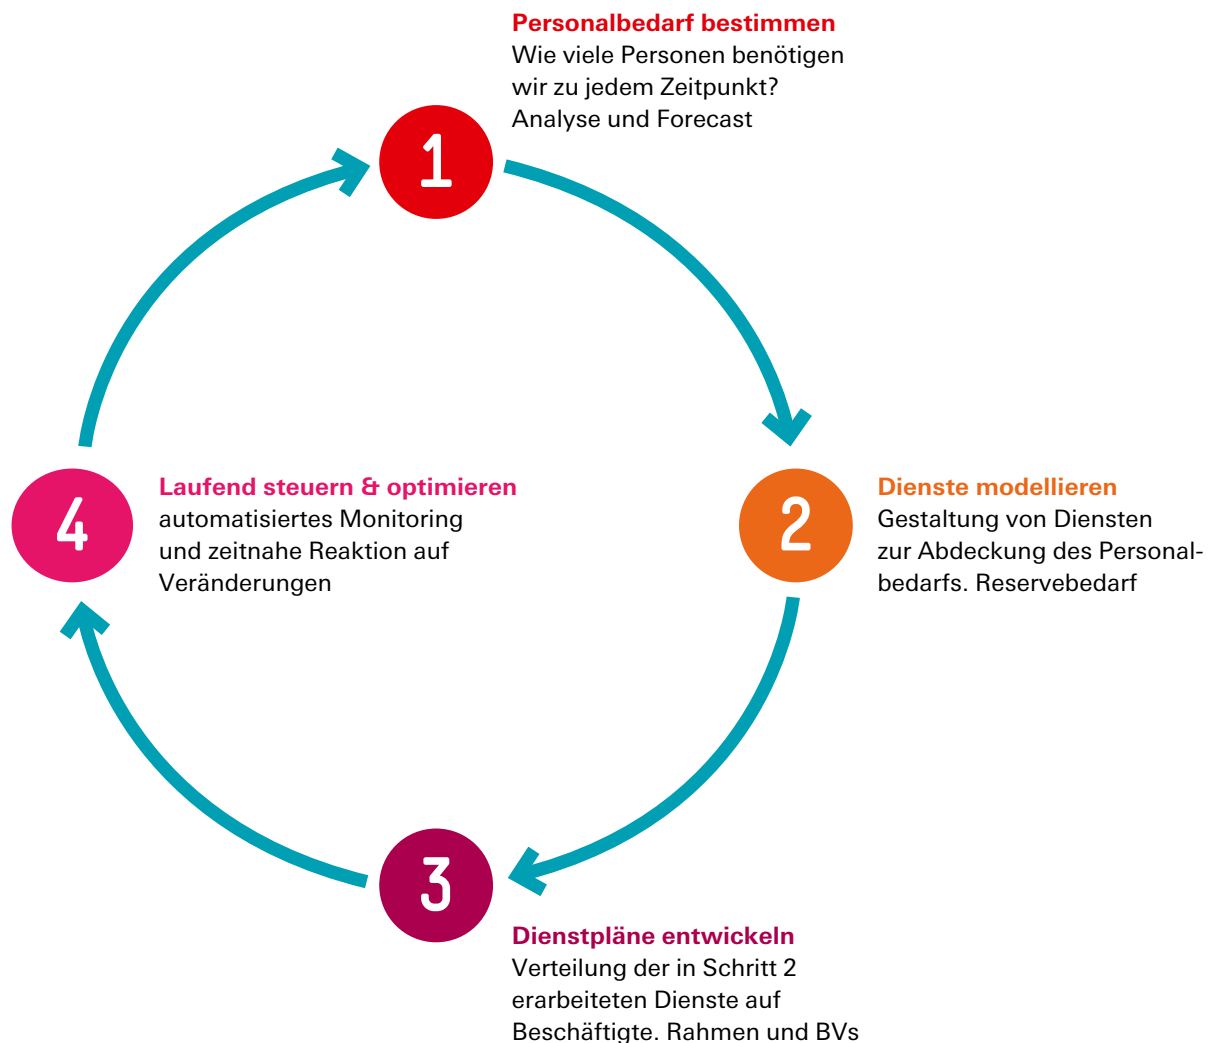 Personalbedarf bestimmen
Wie viele Personen benötigen
wir zu jedem Zeitpunkt?
Analyse und Forecast
1
2
Dienste modellieren
Gestaltung von Diensten
zur Abdeckung des Personal-
bedarfs. Reservebedarf
3
Dienstpläne entwickeln
Verteilung der in Schritt 2
erarbeiteten Dienste auf
Beschäftigte. Rahmen und BVs
4
Laufend steuern & optimieren
automatisiertes Monitoring
und zeitnahe Reaktion auf
Veränderungen